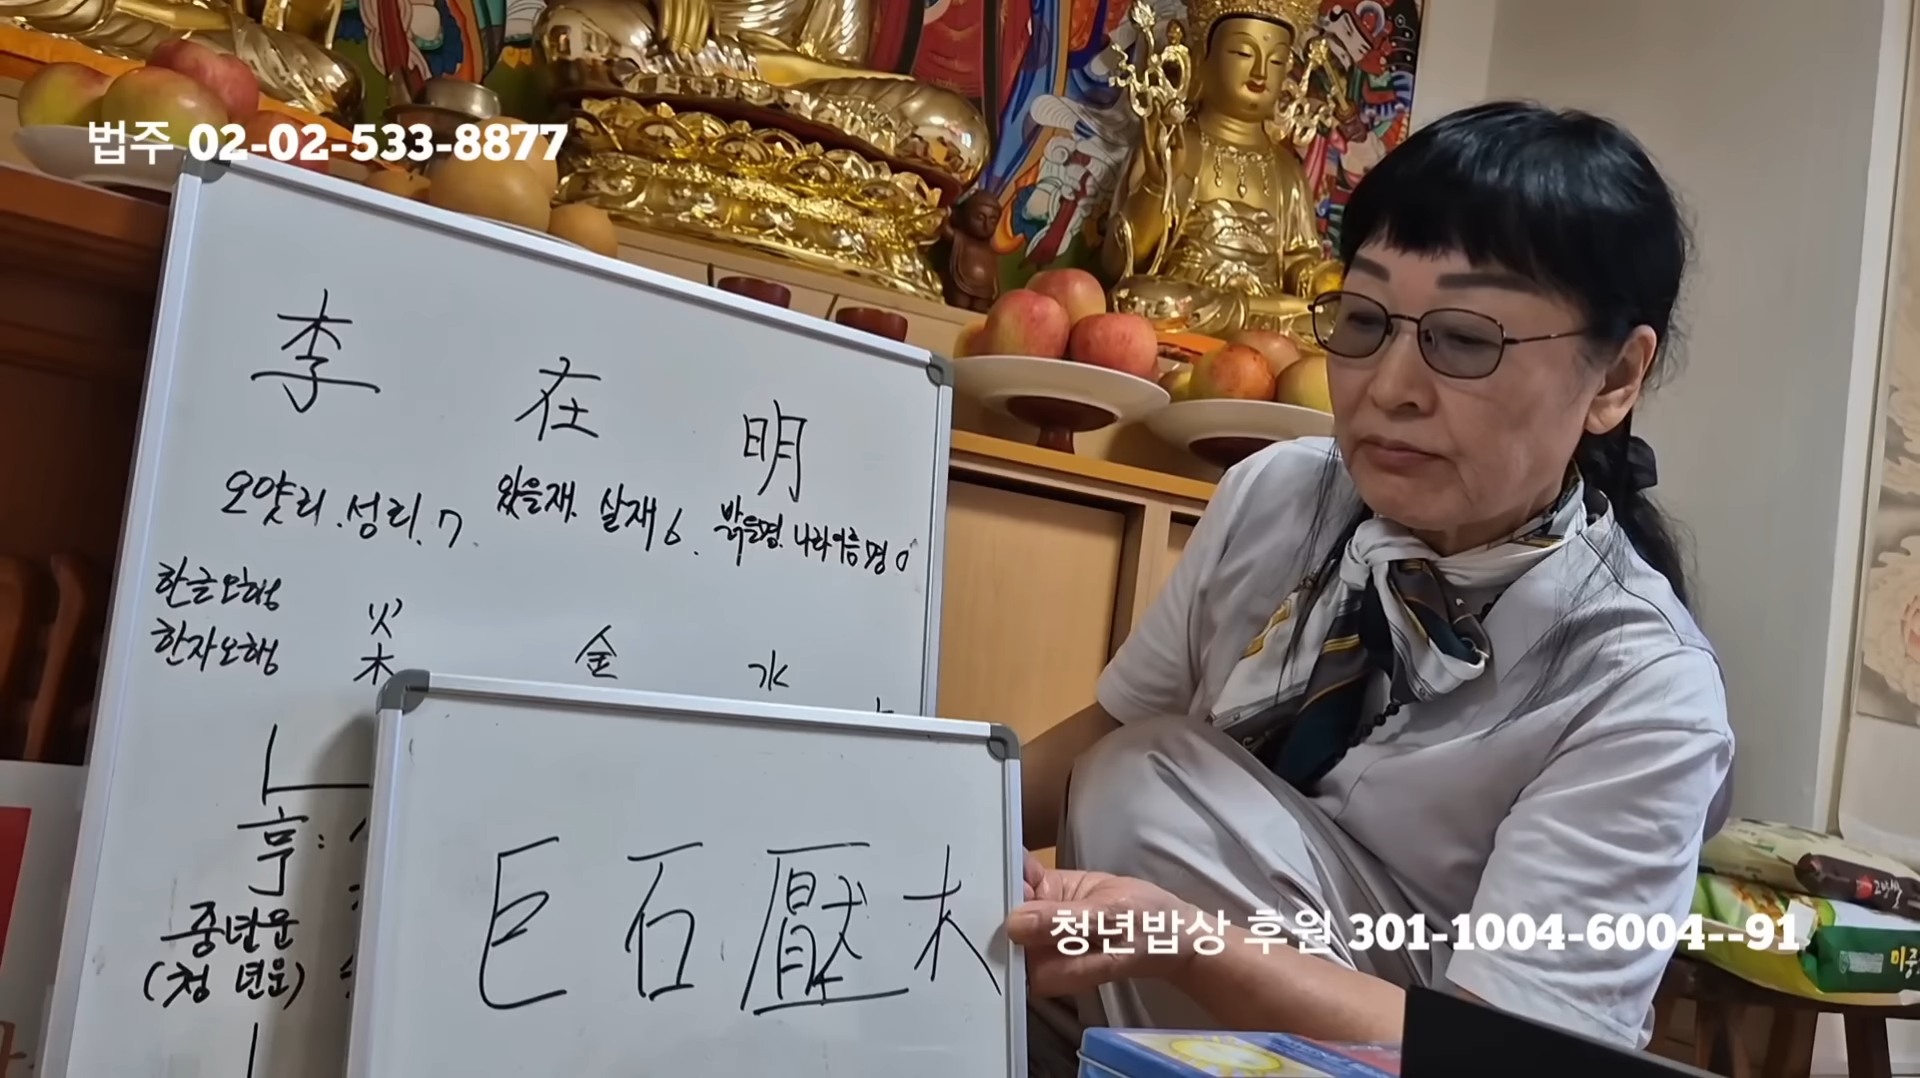 법주 02-02-533-8877
李 在 明
오얏리.성리.7. 왔을재. 살재6. 밝을명. 나라이름명
한글오행 火
한자오행 木 金 水
亨:
중년운
(청년운)
巨石壓木
청년밥상 후원 301-1004-6004--91